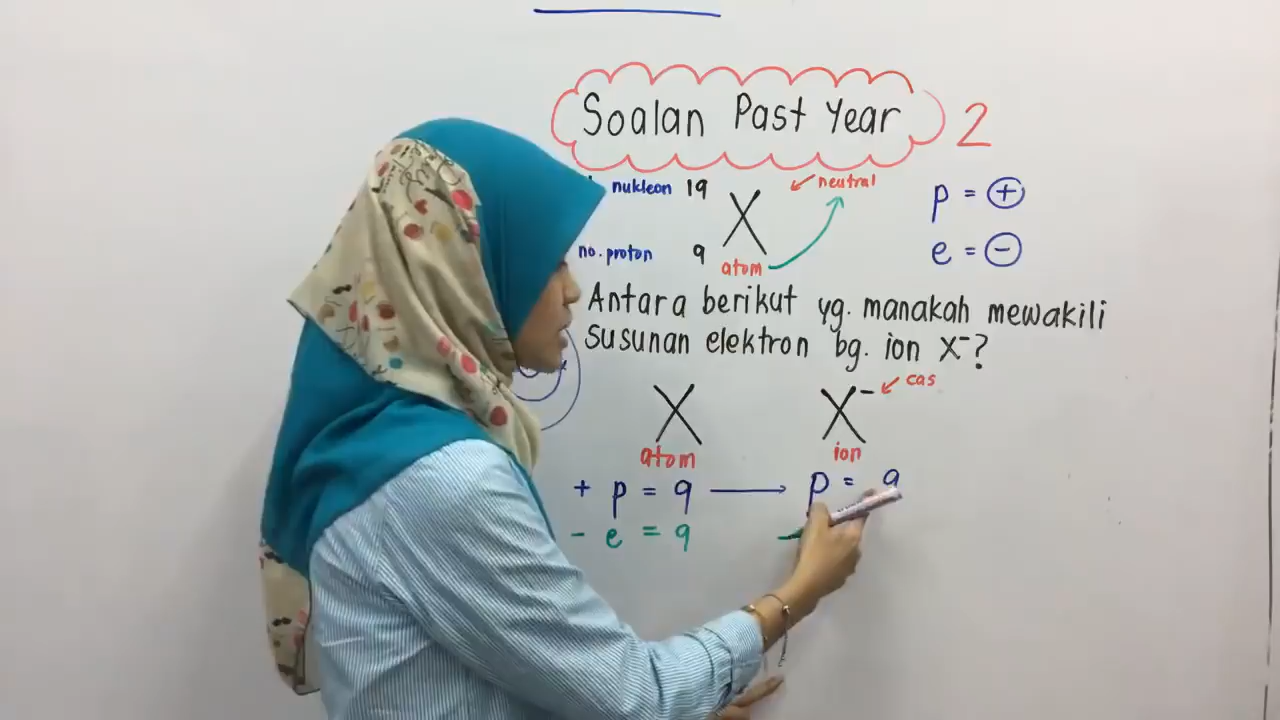 Soalan Past Year 2
nukleon 19
X
neutral
p = +
no. proton 9
atom
e = -
Antara berikut yg. manakah mewakili
susunan elektron bg. ion X⁻?
X
X⁻
cas
atom
ion
+ p = 9
p = 9
- e = 9